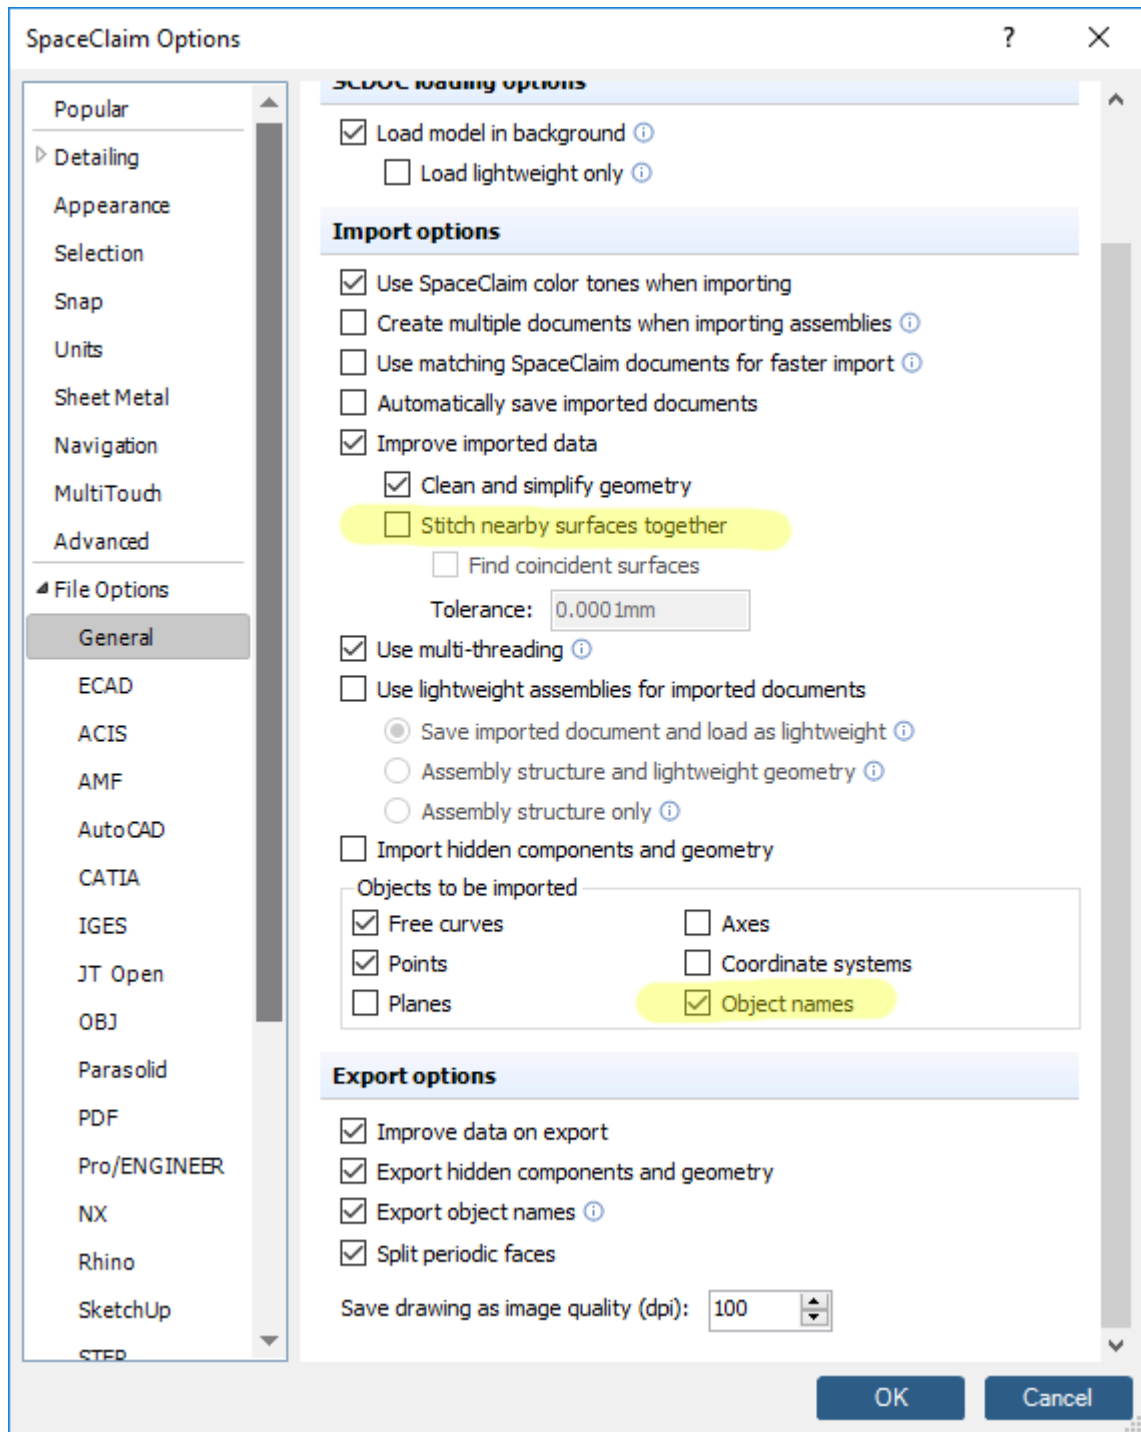 SpaceClaim Options
?
Popular
Detailing
Appearance
Selection
Snap
Units
Sheet Metal
Navigation
MultiTouch
Advanced
File Options
General
ECAD
ACIS
AMF
AutoCAD
CATIA
IGES
JT Open
OBJ
Parasolid
PDF
Pro/ENGINEER
NX
Rhino
SketchUp
STEP
SCDOC loading options
Load model in background
Load lightweight only
Import options
Use SpaceClaim color tones when importing
Create multiple documents when importing assemblies
Use matching SpaceClaim documents for faster import
Automatically save imported documents
Improve imported data
Clean and simplify geometry
Stitch nearby surfaces together
Find coincident surfaces
Tolerance: 0.0001mm
Use multi-threading
Use lightweight assemblies for imported documents
Save imported document and load as lightweight
Assembly structure and lightweight geometry
Assembly structure only
Import hidden components and geometry
Objects to be imported
Free curves Axes
Points Coordinate systems
Planes Object names
Export options
Improve data on export
Export hidden components and geometry
Export object names
Split periodic faces
Save drawing as image quality (dpi): 100
OK Cancel